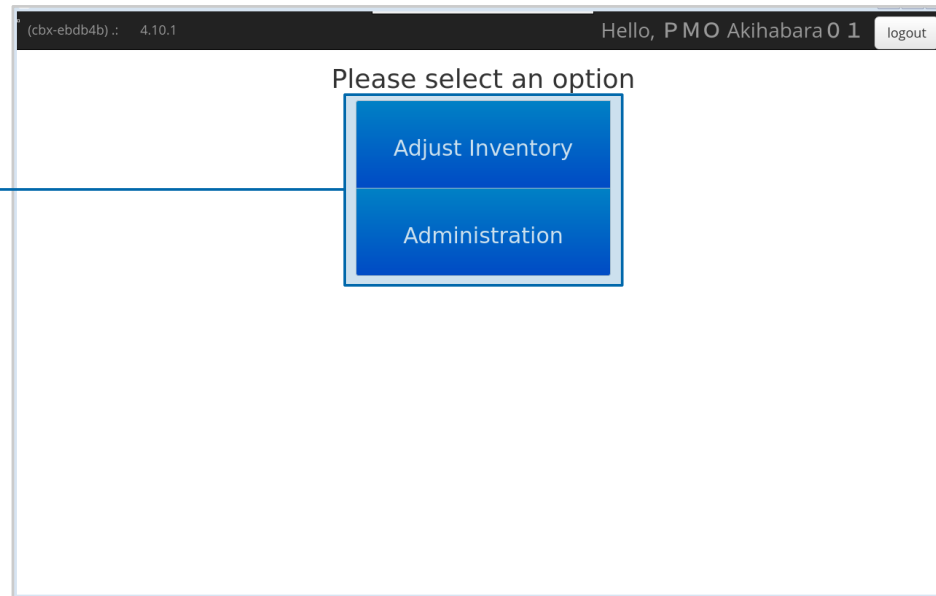 (cbx-ebdb4b) .: 4.10.1 Hello, ＰＭＯ Akihabara０１ logout
Please select an option
Adjust Inventory
Administration